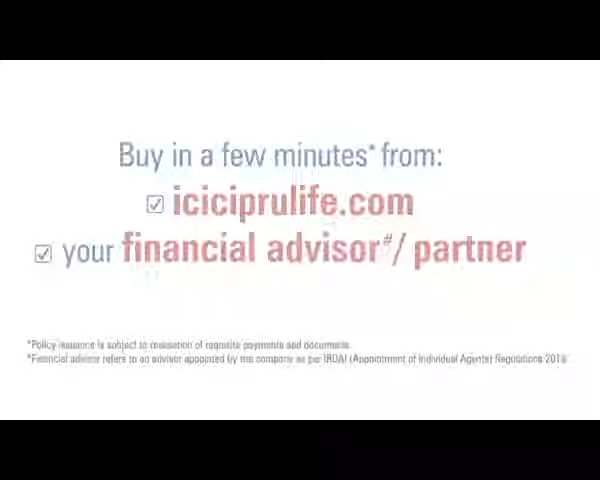 Buy in a few minutes* from:
iciciprulife.com
your financial advisor#/ partner
*Policy issuance is subject to realisation of requisite payments and documents.
#Financial advisor refers to an advisor appointed by the company as per IRDAI (Appointment of Individual Agents) Regulations